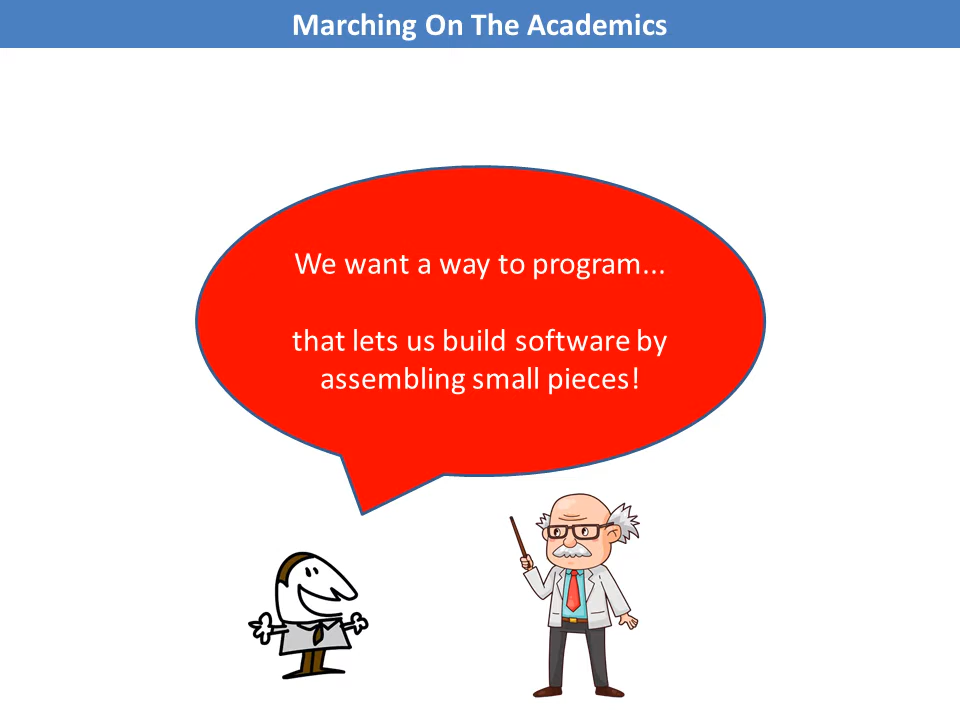 Marching On The Academics
We want a way to program...
that lets us build software by
assembling small pieces!